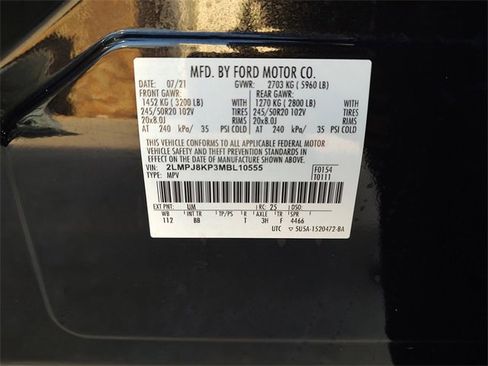 MFD. BY FORD MOTOR CO.
DATE: 07/21 GVWR: 2703 KG ( 5960 LB)
FRONT GAWR: REAR GAWR:
1452 KG ( 3200 LB) 1270 KG ( 2800 LB)
245/50R20 102V 245/50R20 102V
20x8.0J RIMS 20x8.0J RIMS
AT 240 kPa/ 35 PSI COLD AT 240 kPa/ 35 PSI COLD
THIS VEHICLE CONFORMS TO ALL APPLICABLE FEDERAL MOTOR
VEHICLE SAFETY AND THEFT PREVENTION STANDARDS IN EFFECT ON THE DATE
OF MANUFACTURE SHOWN ABOVE.
VIN: 2LMPJ8KP3MBL10555 F0154
TYPE: MPV T0111
EXT PNT: UM RC: 25 DSO:
WB INT TR TP/PS R AXLE TR SPR
112 BB T 3H F 4466
UTC ▽ 5U5A-1520472-BA